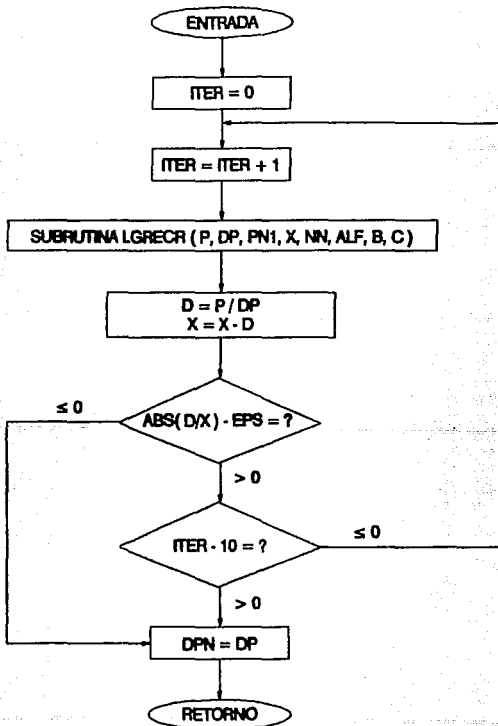 ENTRADA
ITER = 0
ITER = ITER + 1
SUBRUTINA LGRECR ( P, DP, PN1, X, NN, ALF, B, C )
D = P / DP
X = X - D
≤ 0
ABS( D/X ) - EPS = ?
> 0
ITER - 10 = ?
≤ 0
> 0
DPN = DP
RETORNO